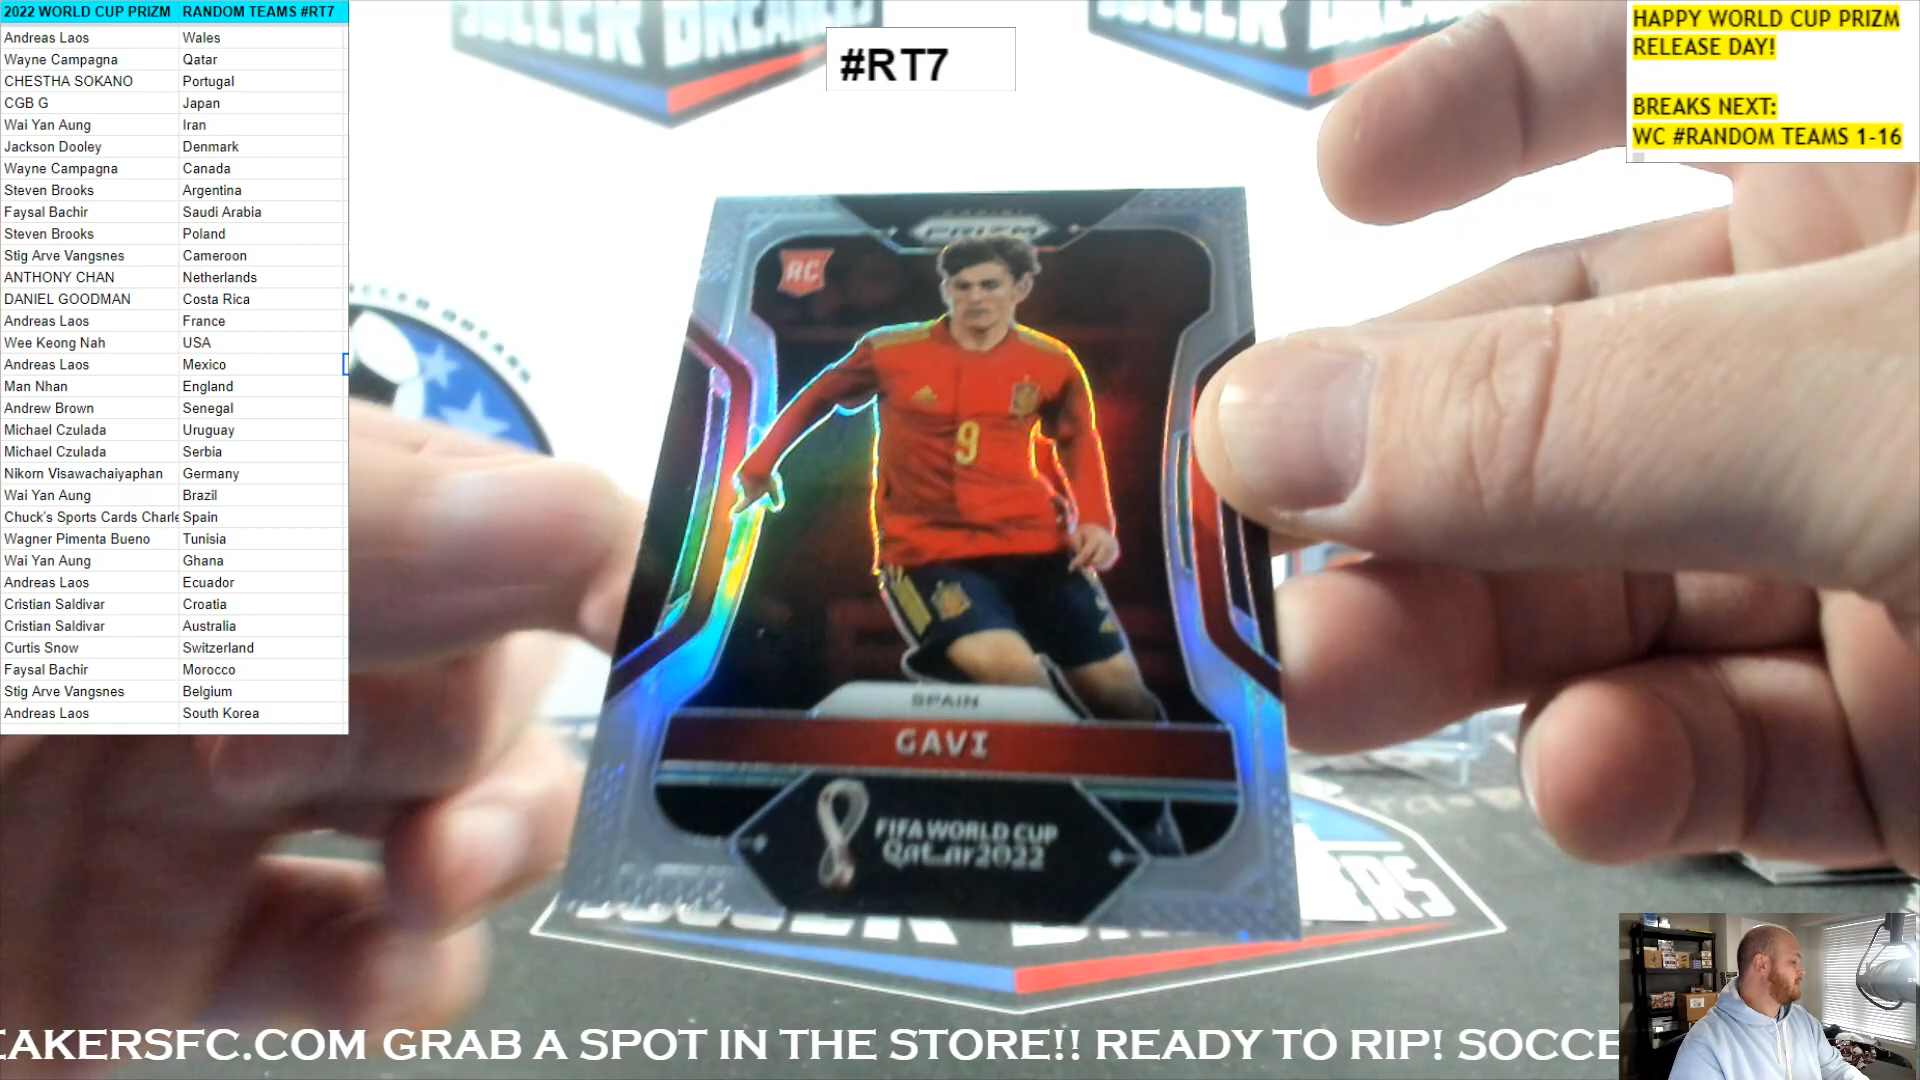 2022 WORLD CUP PRIZM RANDOM TEAMS #RT7
Andreas Laos Wales
Wayne Campagna Qatar
CHESTHA SOKANO Portugal
CGB G Japan
Wai Yan Aung Iran
Jackson Dooley Denmark
Wayne Campagna Canada
Steven Brooks Argentina
Faysal Bachir Saudi Arabia
Steven Brooks Poland
Stig Arve Vangsnes Cameroon
ANTHONY CHAN Netherlands
DANIEL GOODMAN Costa Rica
Andreas Laos France
Wee Keong Nah USA
Andreas Laos Mexico
Man Nhan England
Andrew Brown Senegal
Michael Czulada Uruguay
Michael Czulada Serbia
Nikorn Visawachaiyaphan Germany
Wai Yan Aung Brazil
Chuck's Sports Cards Charle Spain
Wagner Pimenta Bueno Tunisia
Wai Yan Aung Ghana
Andreas Laos Ecuador
Cristian Saldivar Croatia
Cristian Saldivar Australia
Curtis Snow Switzerland
Faysal Bachir Morocco
Stig Arve Vangsnes Belgium
Andreas Laos South Korea
#RT7
HAPPY WORLD CUP PRIZM
RELEASE DAY!
BREAKS NEXT:
WC #RANDOM TEAMS 1-16
PRIZM
RC
9
SPAIN
GAVI
FIFA WORLD CUP
Qatar2022
EAKERSFC.COM GRAB A SPOT IN THE STORE!! READY TO RIP! SOCCE